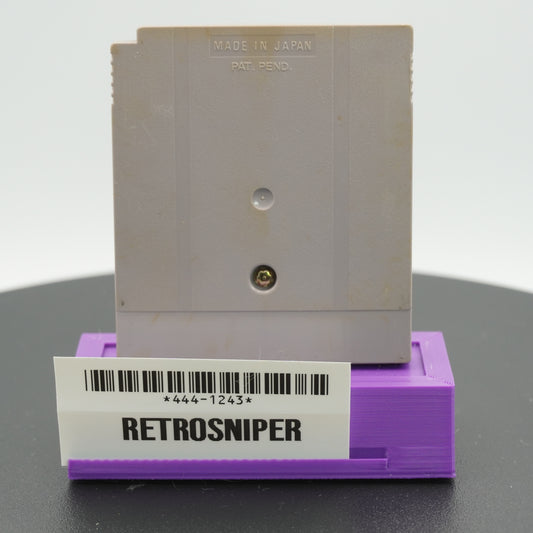 MADE IN JAPAN
PAT. PEND.
*444-1243*
RETROSNIPER